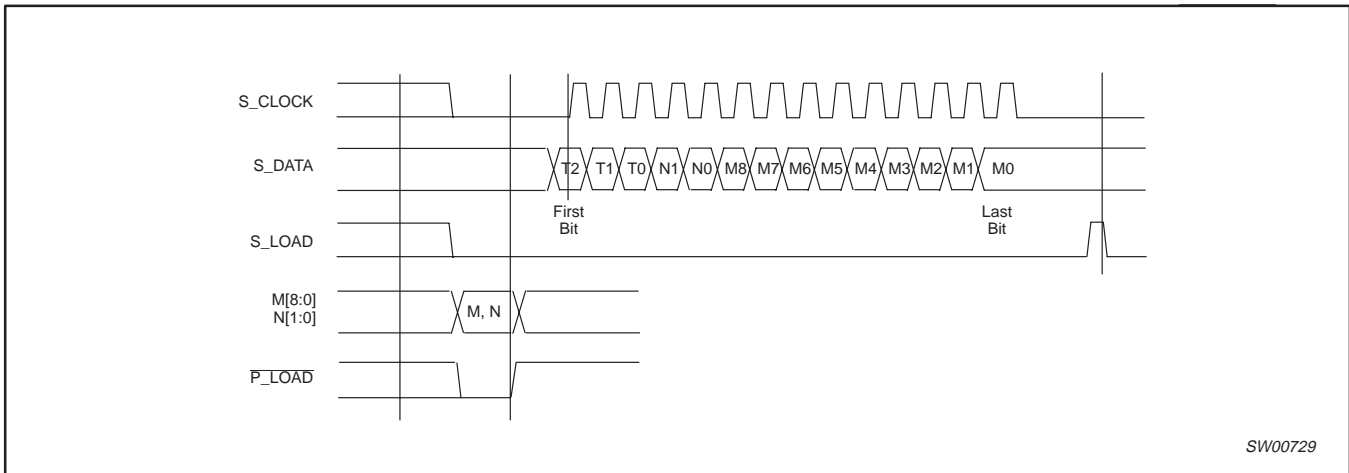 S_CLOCK
S_DATA
T2 T1 T0 N1 N0 M8 M7 M6 M5 M4 M3 M2 M1 M0
First
Bit
Last
Bit
S_LOAD
M[8:0]
N[1:0]
M, N
P_LOAD
SW00729